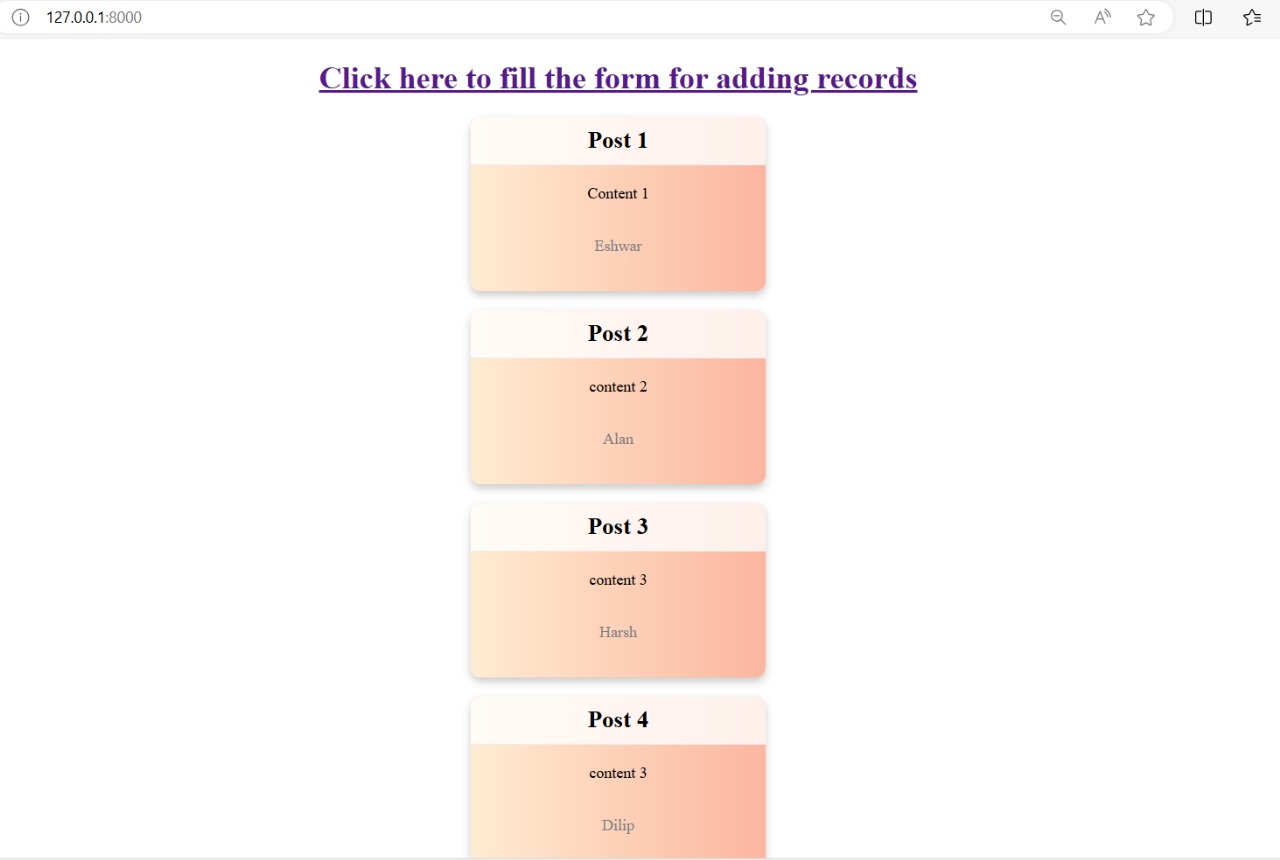 127.0.0.1:8000
Click here to fill the form for adding records
Post 1
Content 1
Eshwar
Post 2
content 2
Alan
Post 3
content 3
Harsh
Post 4
content 3
Dilip